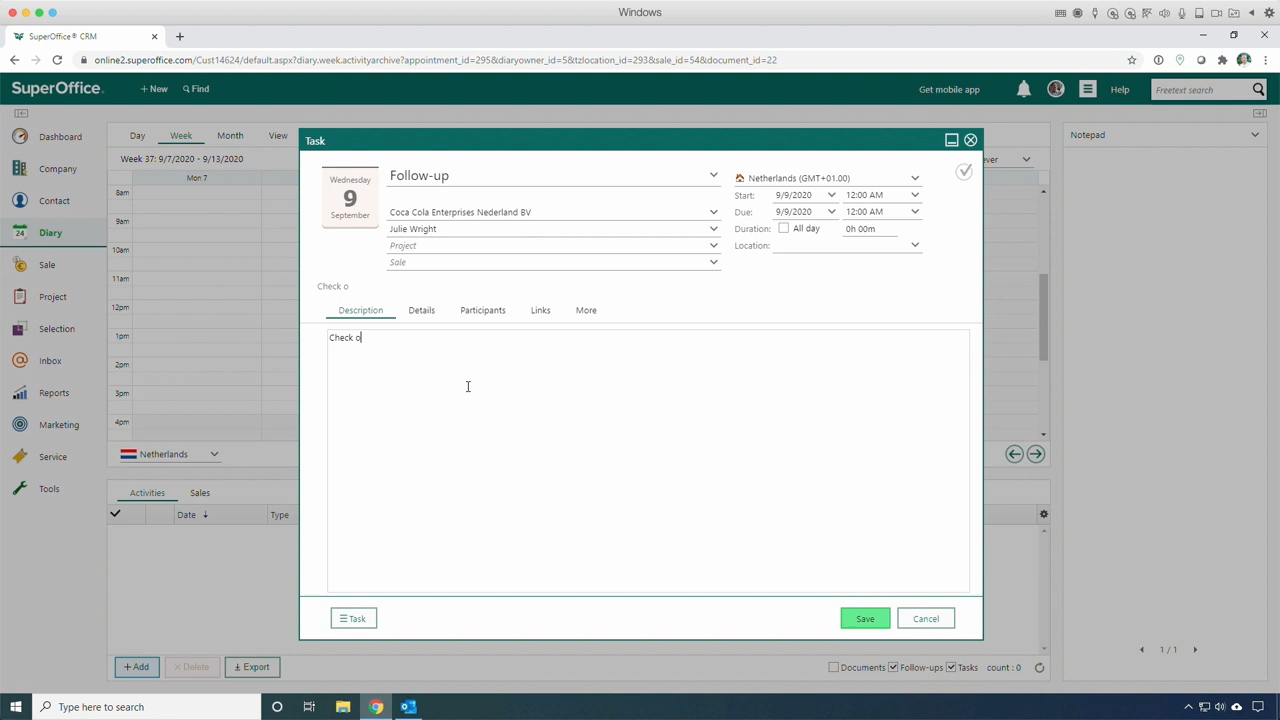 Windows
SuperOffice® CRM
online2.superoffice.com/Cust14624/default.aspx?diary.week.activityarchive?appointment_id=295&diaryowner_id=5&tzlocation_id=293&sale_id=54&document_id=22
SuperOffice. + New Find Get mobile app Help Freetext search
Dashboard
Company
Contact
24 Diary
Sale
Project
Selection
Inbox
Reports
Marketing
Service
Tools
Day Week Month View
Week 37: 9/7/2020 - 9/13/2020
ever
Mon 7
8am
9am
10am
11am
12pm
1pm
2pm
3pm
4pm
Netherlands
Task
Wednesday
9
September
Follow-up
Coca Cola Enterprises Nederland BV
Julie Wright
Project
Sale
Netherlands (GMT+01.00)
Start: 9/9/2020 12:00 AM
Due: 9/9/2020 12:00 AM
Duration: All day 0h 00m
Location:
Check o
Description Details Participants Links More
Check o
Task
Save Cancel
Notepad
1 / 1
Activities Sales
Date Type
+ Add × Delete Export
Documents Follow-ups Tasks count : 0
Type here to search